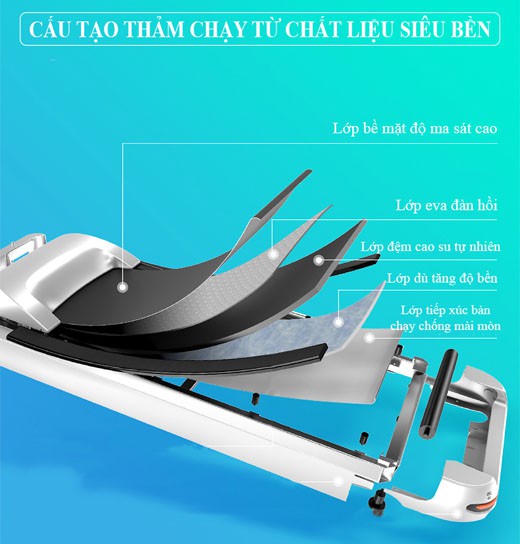 CẤU TẠO THẢM CHẠY TỪ CHẤT LIỆU SIÊU BỀN
Lớp bề mặt độ ma sát cao
Lớp eva đàn hồi
Lớp đệm cao su tự nhiên
Lớp dù tăng độ bền
Lớp tiếp xúc bàn
chạy chống mài mòn